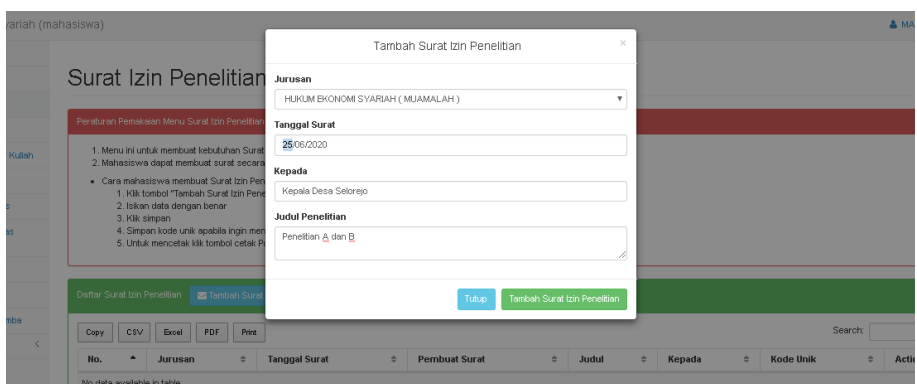 yariah (mahasiswa)
MA
Surat Izin Penelitian
Peraturan Pemakaian Menu Surat Izin Penelitian
1. Menu ini untuk membuat kebutuhan Surat
2. Mahasiswa dapat membuat surat secara
• Cara mahasiswa membuat Surat Izin Pen
1. Klik tombol "Tambah Surat Izin Pene
2. Isikan data dengan benar
3. Klik simpan
4. Simpan kode unik apabila ingin men
5. Untuk mencetak klik tombol cetak P
Kuliah
s
as
mba
Tambah Surat Izin Penelitian
×
Jurusan
HUKUM EKONOMI SYARIAH ( MUAMALAH )
Tanggal Surat
25/06/2020
Kepada
Kepala Desa Selorejo
Judul Penelitian
Penelitian A dan B
Tutup Tambah Surat Izin Penelitian
Daftar Surat Izin Penelitian Tambah Surat
Copy CSV Excel PDF Print
Search:
No. Jurusan Tanggal Surat Pembuat Surat Judul Kepada Kode Unik Actio
No data available in table